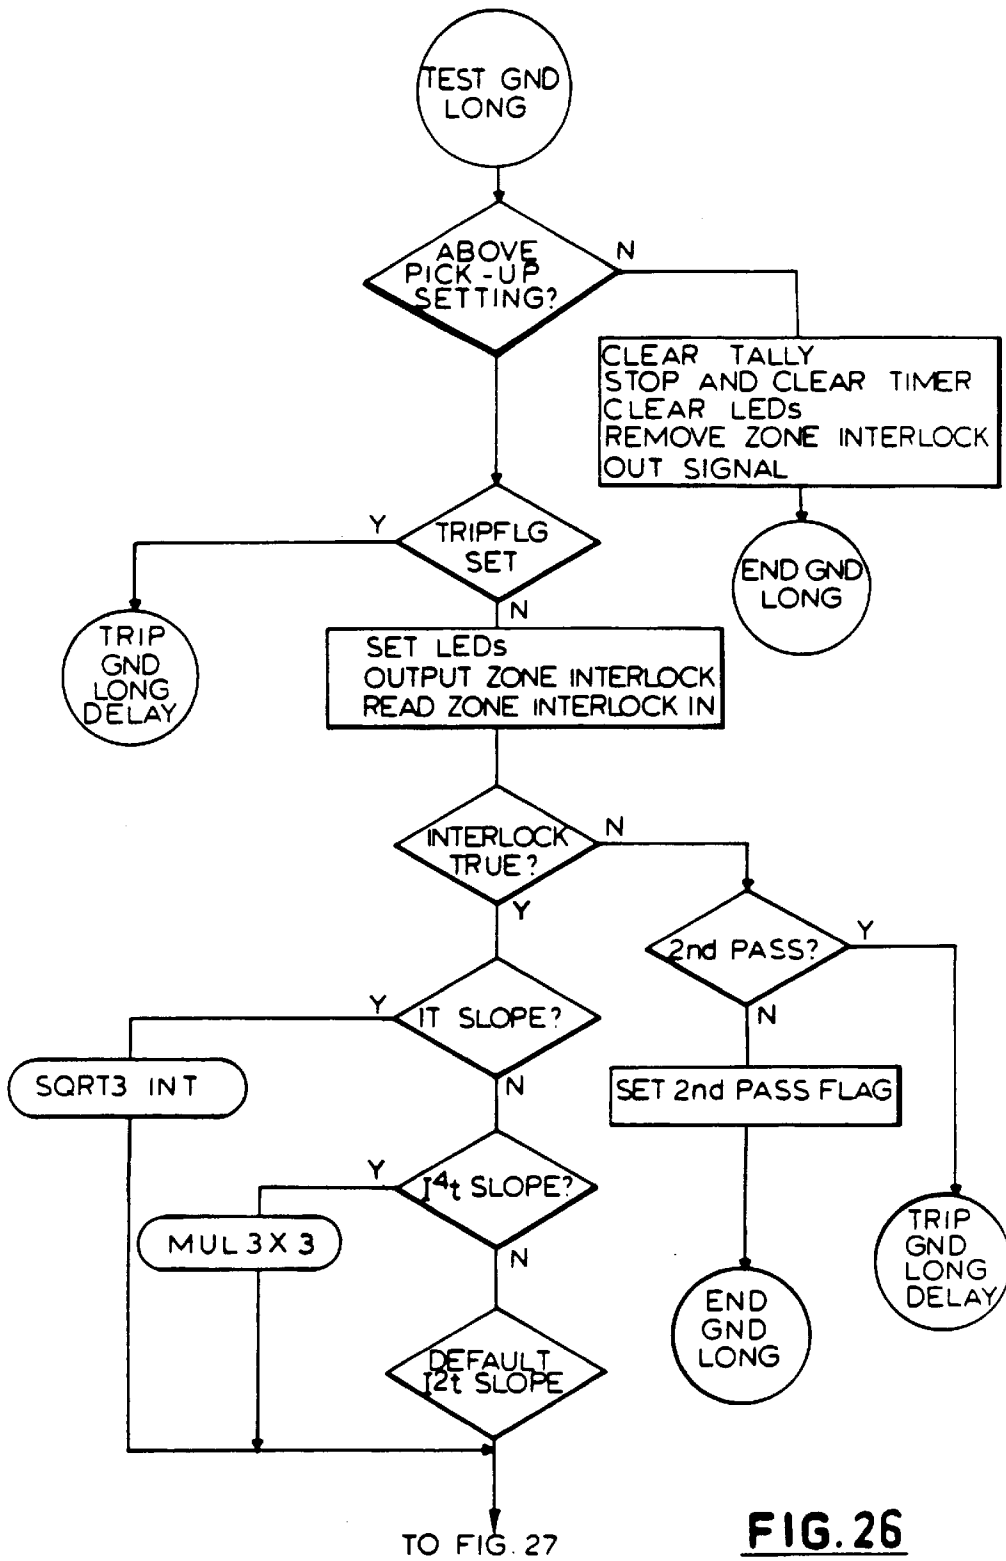 TEST GND
LONG
ABOVE
PICK-UP
SETTING?
N
CLEAR TALLY
STOP AND CLEAR TIMER
CLEAR LEDs
REMOVE ZONE INTERLOCK
OUT SIGNAL
END GND
LONG
Y
TRIPFLG
SET
N
TRIP
GND
LONG
DELAY
SET LEDs
OUTPUT ZONE INTERLOCK
READ ZONE INTERLOCK IN
INTERLOCK
TRUE?
N
Y
2nd PASS?
Y
N
IT SLOPE?
Y
N
SQRT3 INT
SET 2nd PASS FLAG
I⁴t SLOPE?
Y
N
MUL 3X3
TRIP
GND
LONG
DELAY
END
GND
LONG
DEFAULT
I²t SLOPE
TO FIG. 27
FIG. 26